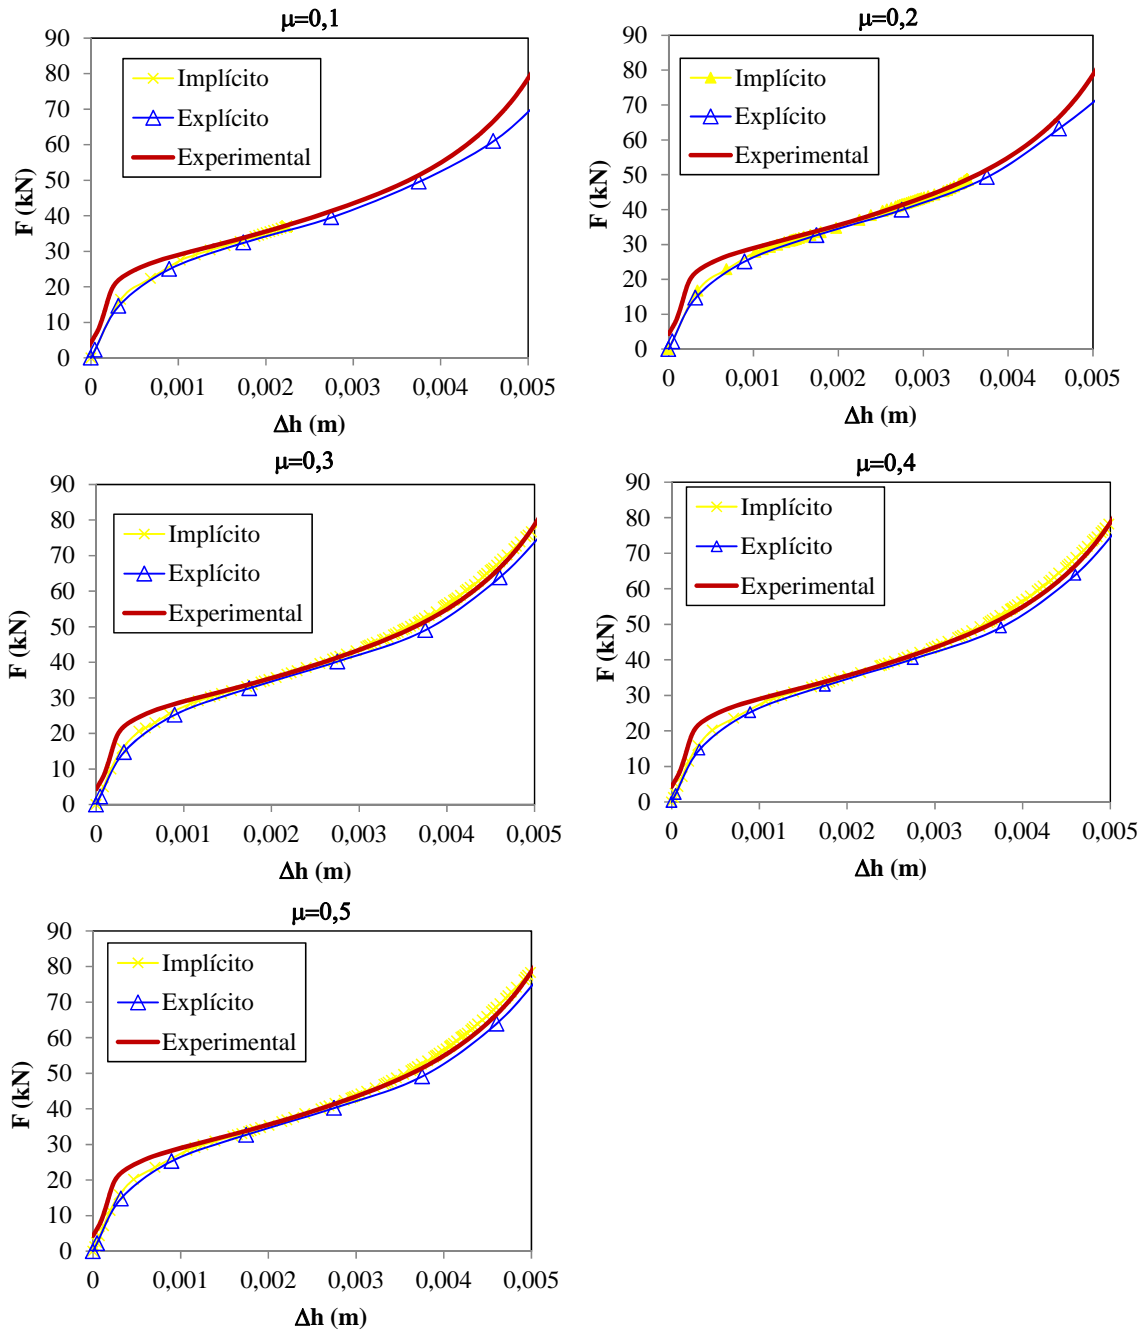 μ=0,1
90
80
70
60
50
40
30
20
10
0
F (kN)
Implícito
Explícito
Experimental
0
0,001
0,002
0,003
0,004
0,005
Δh (m)
μ=0,2
90
80
70
60
50
40
30
20
10
0
F (kN)
Implícito
Explícito
Experimental
0
0,001
0,002
0,003
0,004
0,005
Δh (m)
μ=0,3
90
80
70
60
50
40
30
20
10
0
F (kN)
Implícito
Explícito
Experimental
0
0,001
0,002
0,003
0,004
0,005
Δh (m)
μ=0,4
90
80
70
60
50
40
30
20
10
0
F (kN)
Implícito
Explícito
Experimental
0
0,001
0,002
0,003
0,004
0,005
Δh (m)
μ=0,5
90
80
70
60
50
40
30
20
10
0
F (kN)
Implícito
Explícito
Experimental
0
0,001
0,002
0,003
0,004
0,005
Δh (m)